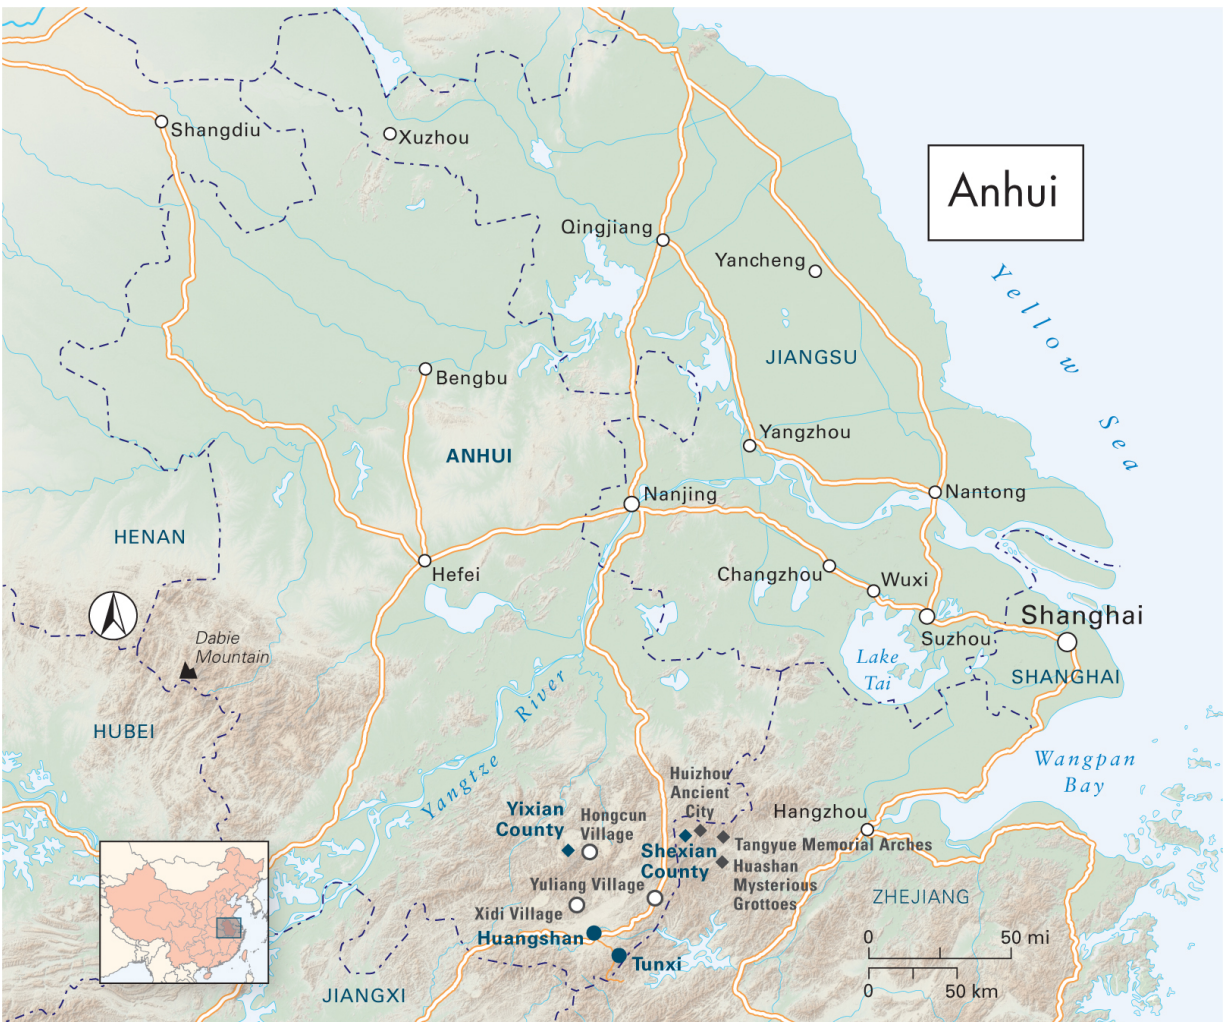 Anhui
Shangdiu
Xuzhou
Qingjiang
Yancheng
Yellow Sea
JIANGSU
Bengbu
Yangzhou
ANHUI
Nanjing
Nantong
HENAN
Hefei
Changzhou
Wuxi
Shanghai
Suzhou
Dabie
Mountain
Lake
Tai
SHANGHAI
HUBEI
Yangtze River
Wangpan
Bay
Huizhou
Ancient
City
Yixian
County
Hongcun
Village
Hangzhou
Tangyue Memorial Arches
Shexian
County
Huashan
Mysterious
Grottoes
Yuliang Village
Xidi Village
ZHEJIANG
Huangshan
Tunxi
JIANGXI
0 50 mi
0 50 km